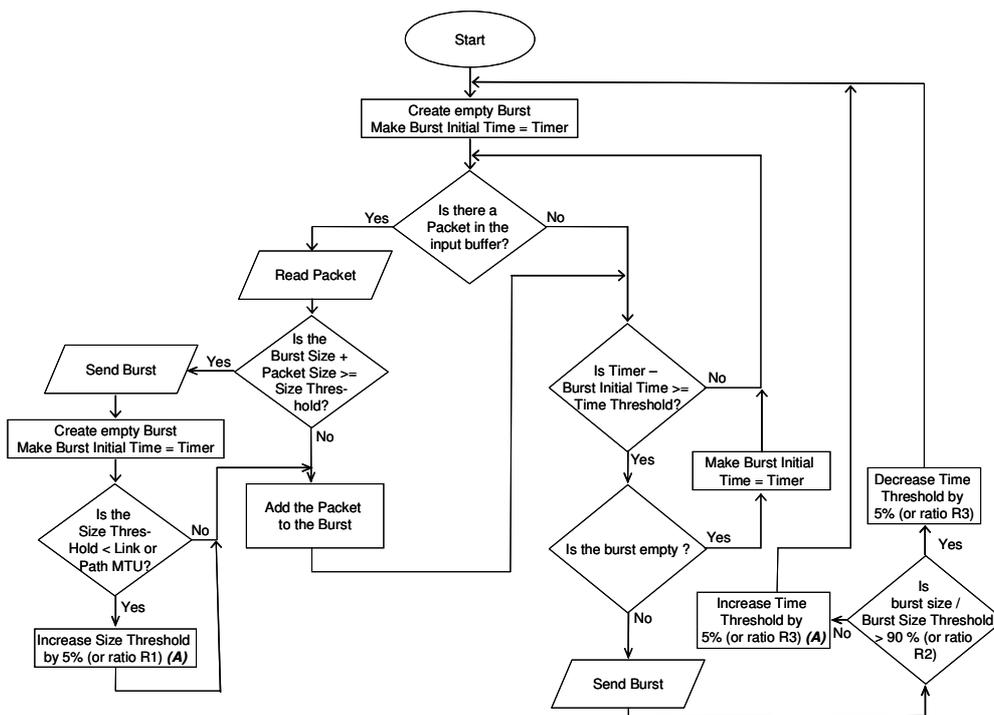 Start
Create empty Burst
Make Burst Initial Time = Timer
Is there a
Packet in the
input buffer?
Yes
No
Read Packet
Is the
Burst Size +
Packet Size >=
Size Thres-
hold?
Yes
No
Send Burst
Create empty Burst
Make Burst Initial Time = Timer
Is the
Size Thres-
Hold < Link or
Path MTU?
No
Yes
Increase Size Threshold
by 5% (or ratio R1) (A)
Add the Packet
to the Burst
Is Timer –
Burst Initial Time >=
Time Threshold?
No
Yes
Make Burst Initial
Time = Timer
Is the burst empty ?
Yes
No
Send Burst
Is
burst size /
Burst Size Threshold
> 90 % (or ratio
R2)
No
Yes
Increase Time
Threshold by
5% (or ratio R3) (A)
Decrease Time
Threshold by
5% (or ratio R3)